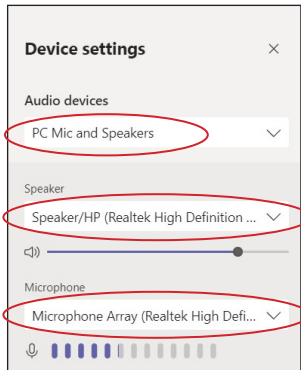 Device settings
Audio devices
PC Mic and Speakers
Speaker
Speaker/HP (Realtek High Definition ...
Microphone
Microphone Array (Realtek High Defi...